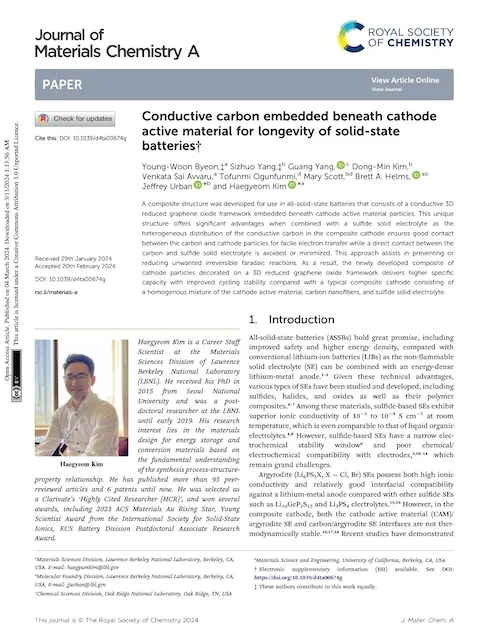 Journal of
Materials Chemistry A
ROYAL SOCIETY
OF CHEMISTRY
PAPER
View Article Online
View Journal
Check for updates
Cite this: DOI: 10.1039/d4ta00674g
Conductive carbon embedded beneath cathode
active material for longevity of solid-state
batteries†
Young-Woon Byeon,‡ᵃ Sizhuo Yang,‡ᵇ Guang Yang, ᶜ Dong-Min Kim,ᵇ
Venkata Sai Avvaru,ᵃ Tofunmi Ogunfunmi,ᵈ Mary Scott,ᵇᵈ Brett A. Helms, ᵃᵇ
Jeffrey Urban *ᵇ and Haegyeom Kim *ᵃ
A composite structure was developed for use in all-solid-state batteries that consists of a conductive 3D
reduced graphene oxide framework embedded beneath cathode active material particles. This unique
structure offers significant advantages when combined with a sulfide solid electrolyte as the
heterogeneous distribution of the conductive carbon in the composite cathode ensures good contact
between the carbon and cathode particles for facile electron transfer while a direct contact between the
carbon and sulfide solid electrolyte is avoided or minimized. This approach assists in preventing or
reducing unwanted irreversible faradaic reactions. As a result, the newly developed composite of
cathode particles decorated on a 3D reduced graphene oxide framework delivers higher specific
capacity with improved cycling stability compared with a typical composite cathode consisting of
a homogenous mixture of the cathode active material, carbon nanofibers, and sulfide solid electrolyte.
Received 29th January 2024
Accepted 20th February 2024
DOI: 10.1039/d4ta00674g
rsc.li/materials-a
Open Access Article. Published on 04 March 2024. Downloaded on 3/11/2024 1:13:56 AM.
This article is licensed under a Creative Commons Attribution 3.0 Unported Licence.
Haegyeom Kim is a Career Staff
Scientist at the Materials
Sciences Division of Lawrence
Berkeley National Laboratory
(LBNL). He received his PhD in
2015 from Seoul National
University and was a post-
doctoral researcher at the LBNL
until early 2019. His research
interest lies in the materials
design for energy storage and
conversion materials based on
the fundamental understanding
of the synthesis process-structure-
Haegyeom Kim
property relationship. He has published more than 95 peer-
reviewed articles and 6 patents until now. He was selected as
a Clarivate's 'Highly Cited Researcher (HCR)', and won several
awards, including 2023 ACS Materials Au Rising Star, Young
Scientist Award from the International Society for Solid-State
Ionics, ECS Battery Division Postdoctoral Associate Research
Award.
1. Introduction
All-solid-state batteries (ASSBs) hold great promise, including
improved safety and higher energy density, compared with
conventional lithium-ion batteries (LIBs) as the non-flammable
solid electrolyte (SE) can be combined with an energy-dense
lithium-metal anode.¹⁻³ Given these technical advantages,
various types of SEs have been studied and developed, including
sulfides, halides, and oxides as well as their polymer
composites.⁴⁻⁷ Among these materials, sulfide-based SEs exhibit
superior ionic conductivity of 10⁻² to 10⁻⁴ S cm⁻¹ at room
temperature, which is even comparable to that of liquid organic
electrolytes.⁴·⁸ However, sulfide-based SEs have a narrow elec-
trochemical stability window⁹ and poor chemical/
electrochemical compatibility with electrodes,⁵·¹⁰⁻¹⁴ which
remain grand challenges.
Argyrodite (Li₆PS₅X, X = Cl, Br) SEs possess both high ionic
conductivity and relatively good interfacial compatibility
against a lithium-metal anode compared with other sulfide SEs
such as Li₁₀GeP₂S₁₂ and Li₃PS₄ electrolytes.¹⁵·¹⁶ However, in the
composite cathode, both the cathode active material (CAM)/
argyrodite SE and carbon/argyrodite SE interfaces are not ther-
modynamically stable.¹⁰·¹⁷·¹⁸ Recent studies have demonstrated
ᵃMaterials Sciences Division, Lawrence Berkeley National Laboratory, Berkeley, CA,
USA. E-mail: haegyumkim@lbl.gov
ᵇMolecular Foundry Division, Lawrence Berkeley National Laboratory, Berkeley, CA,
USA. E-mail: jjurban@lbl.gov
ᶜChemical Sciences Division, Oak Ridge National Laboratory, Oak Ridge, TN, USA
ᵈMaterials Science and Engineering, University of California, Berkeley, CA, USA
† Electronic supplementary information (ESI) available. See DOI:
https://doi.org/10.1039/d4ta00674g
‡ These authors contribute to this work equally.
This journal is © The Royal Society of Chemistry 2024
J. Mater. Chem. A